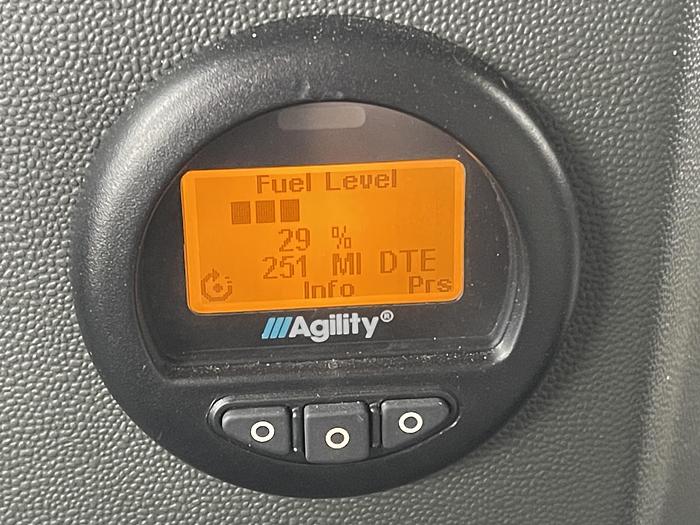 Fuel Level
29 %
251 MI DTE
Info Prs
Agility®